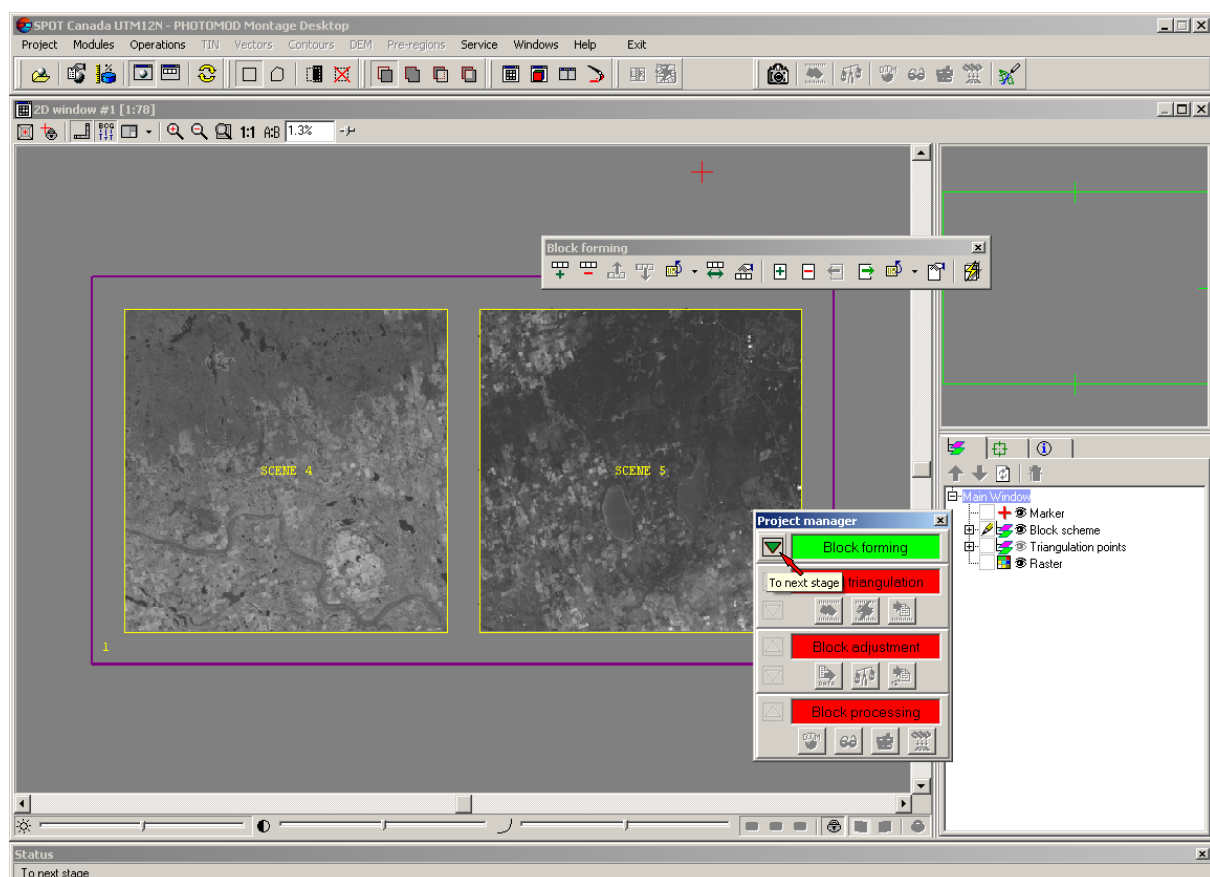 SPOT Canada UTM12N - PHOTOMOD Montage Desktop
Project Modules Operations TIN Vectors Contours DEM Pre-regions Service Windows Help Exit
2D window #1 [1:78]
1:1 A:B 1.3%
Block forming
SCENE 4
SCENE 5
1
Project manager
Block forming
To next stage
triangulation
Block adjustment
DATA
Block processing
DTM
Main Window
Marker
Block scheme
Triangulation points
Raster
Status
To next stage